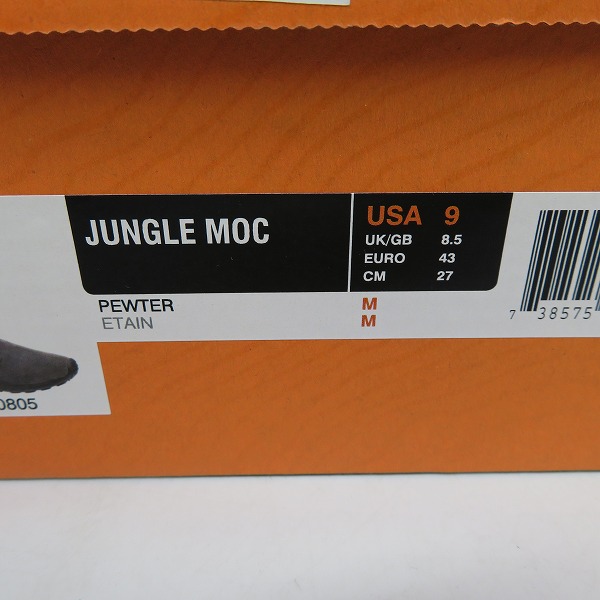 JUNGLE MOC
USA 9
UK/GB 8.5
EURO 43
CM 27
PEWTER M
ETAIN M
7 38575
0805